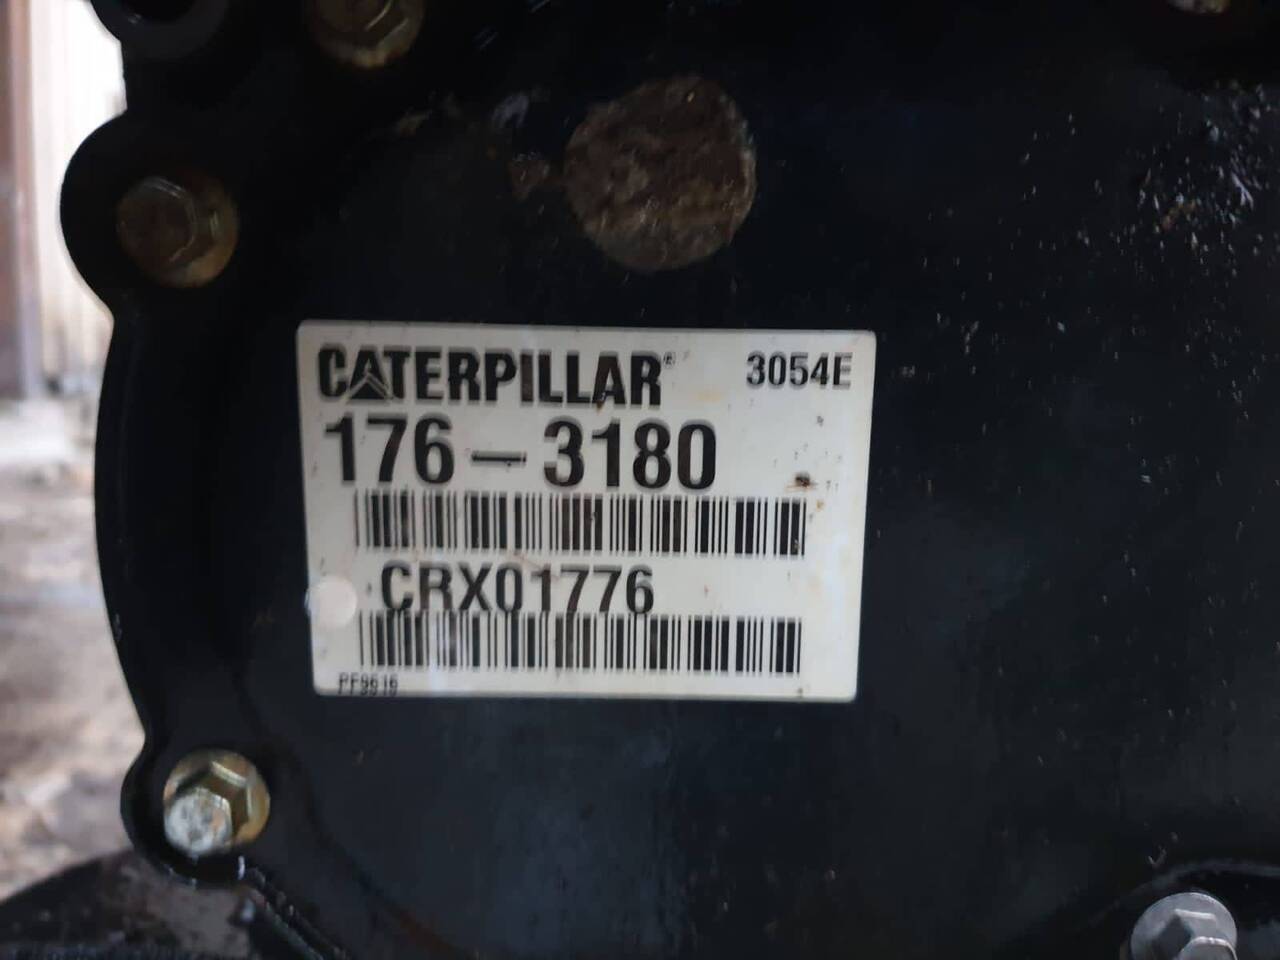 CATERPILLAR® 3054E
176-3180
CRX01776
PF9616